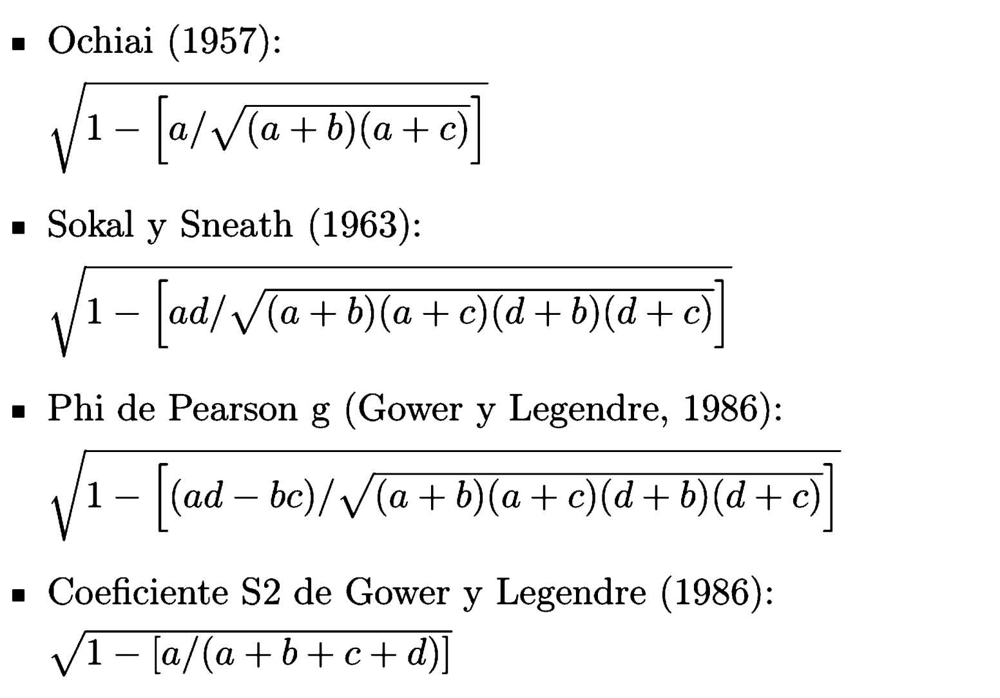 ▪ Ochiai (1957):
√(1 − [a/√((a + b)(a + c))])
▪ Sokal y Sneath (1963):
√(1 − [ad/√((a + b)(a + c)(d + b)(d + c))])
▪ Phi de Pearson g (Gower y Legendre, 1986):
√(1 − [(ad − bc)/√((a + b)(a + c)(d + b)(d + c))])
▪ Coeficiente S2 de Gower y Legendre (1986):
√(1 − [a/(a + b + c + d)])